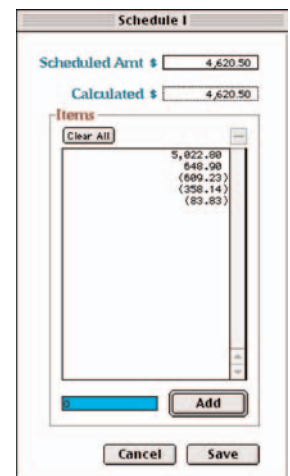 Schedule I
Scheduled Amt $ 4,620.50
Calculated $ 4,620.50
Items
Clear All
5,022.80
648.90
(609.23)
(358.14)
(83.83)
0
Add
Cancel Save